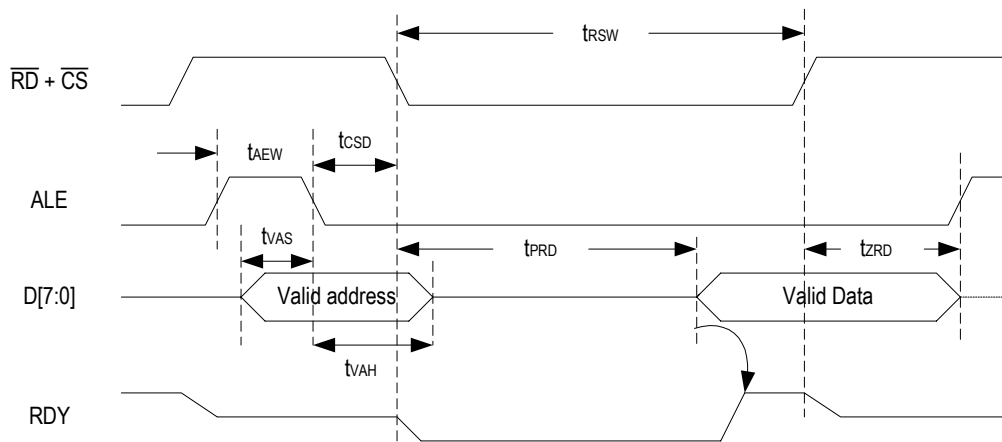 tRSW
RD + CS
tAEW
tCSD
ALE
tVAS
tPRD
tZRD
D[7:0]
Valid address
Valid Data
tVAH
RDY